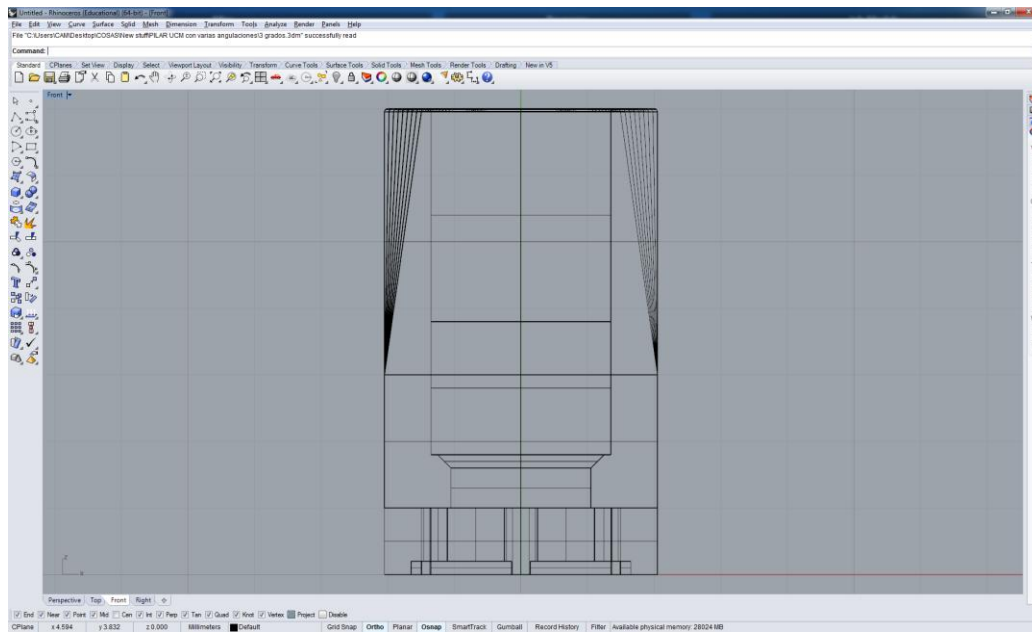 Untitled - Rhinoceros (Educational) (64-bit) - [Front]
File Edit View Curve Surface Solid Mesh Dimension Transform Tools Analyze Render Panels Help
File "C:\Users\CAM\Desktop\COSAS\New stuff\PILAR UCM con varias angulaciones\3 grados.3dm" successfully read
Command:
Standard CPlanes Set View Display Select Viewport Layout Visibility Transform Curve Tools Surface Tools Solid Tools Mesh Tools Render Tools Drafting New in V5
Front
z
x
Perspective Top Front Right
End Near Point Mid Cen Int Perp Tan Quad Knot Vertex Project Disable
CPlane x 4.594 y 3.832 z 0.000 Millimeters Default Grid Snap Ortho Planar Osnap SmartTrack Gumball Record History Filter Available physical memory: 28024 MB